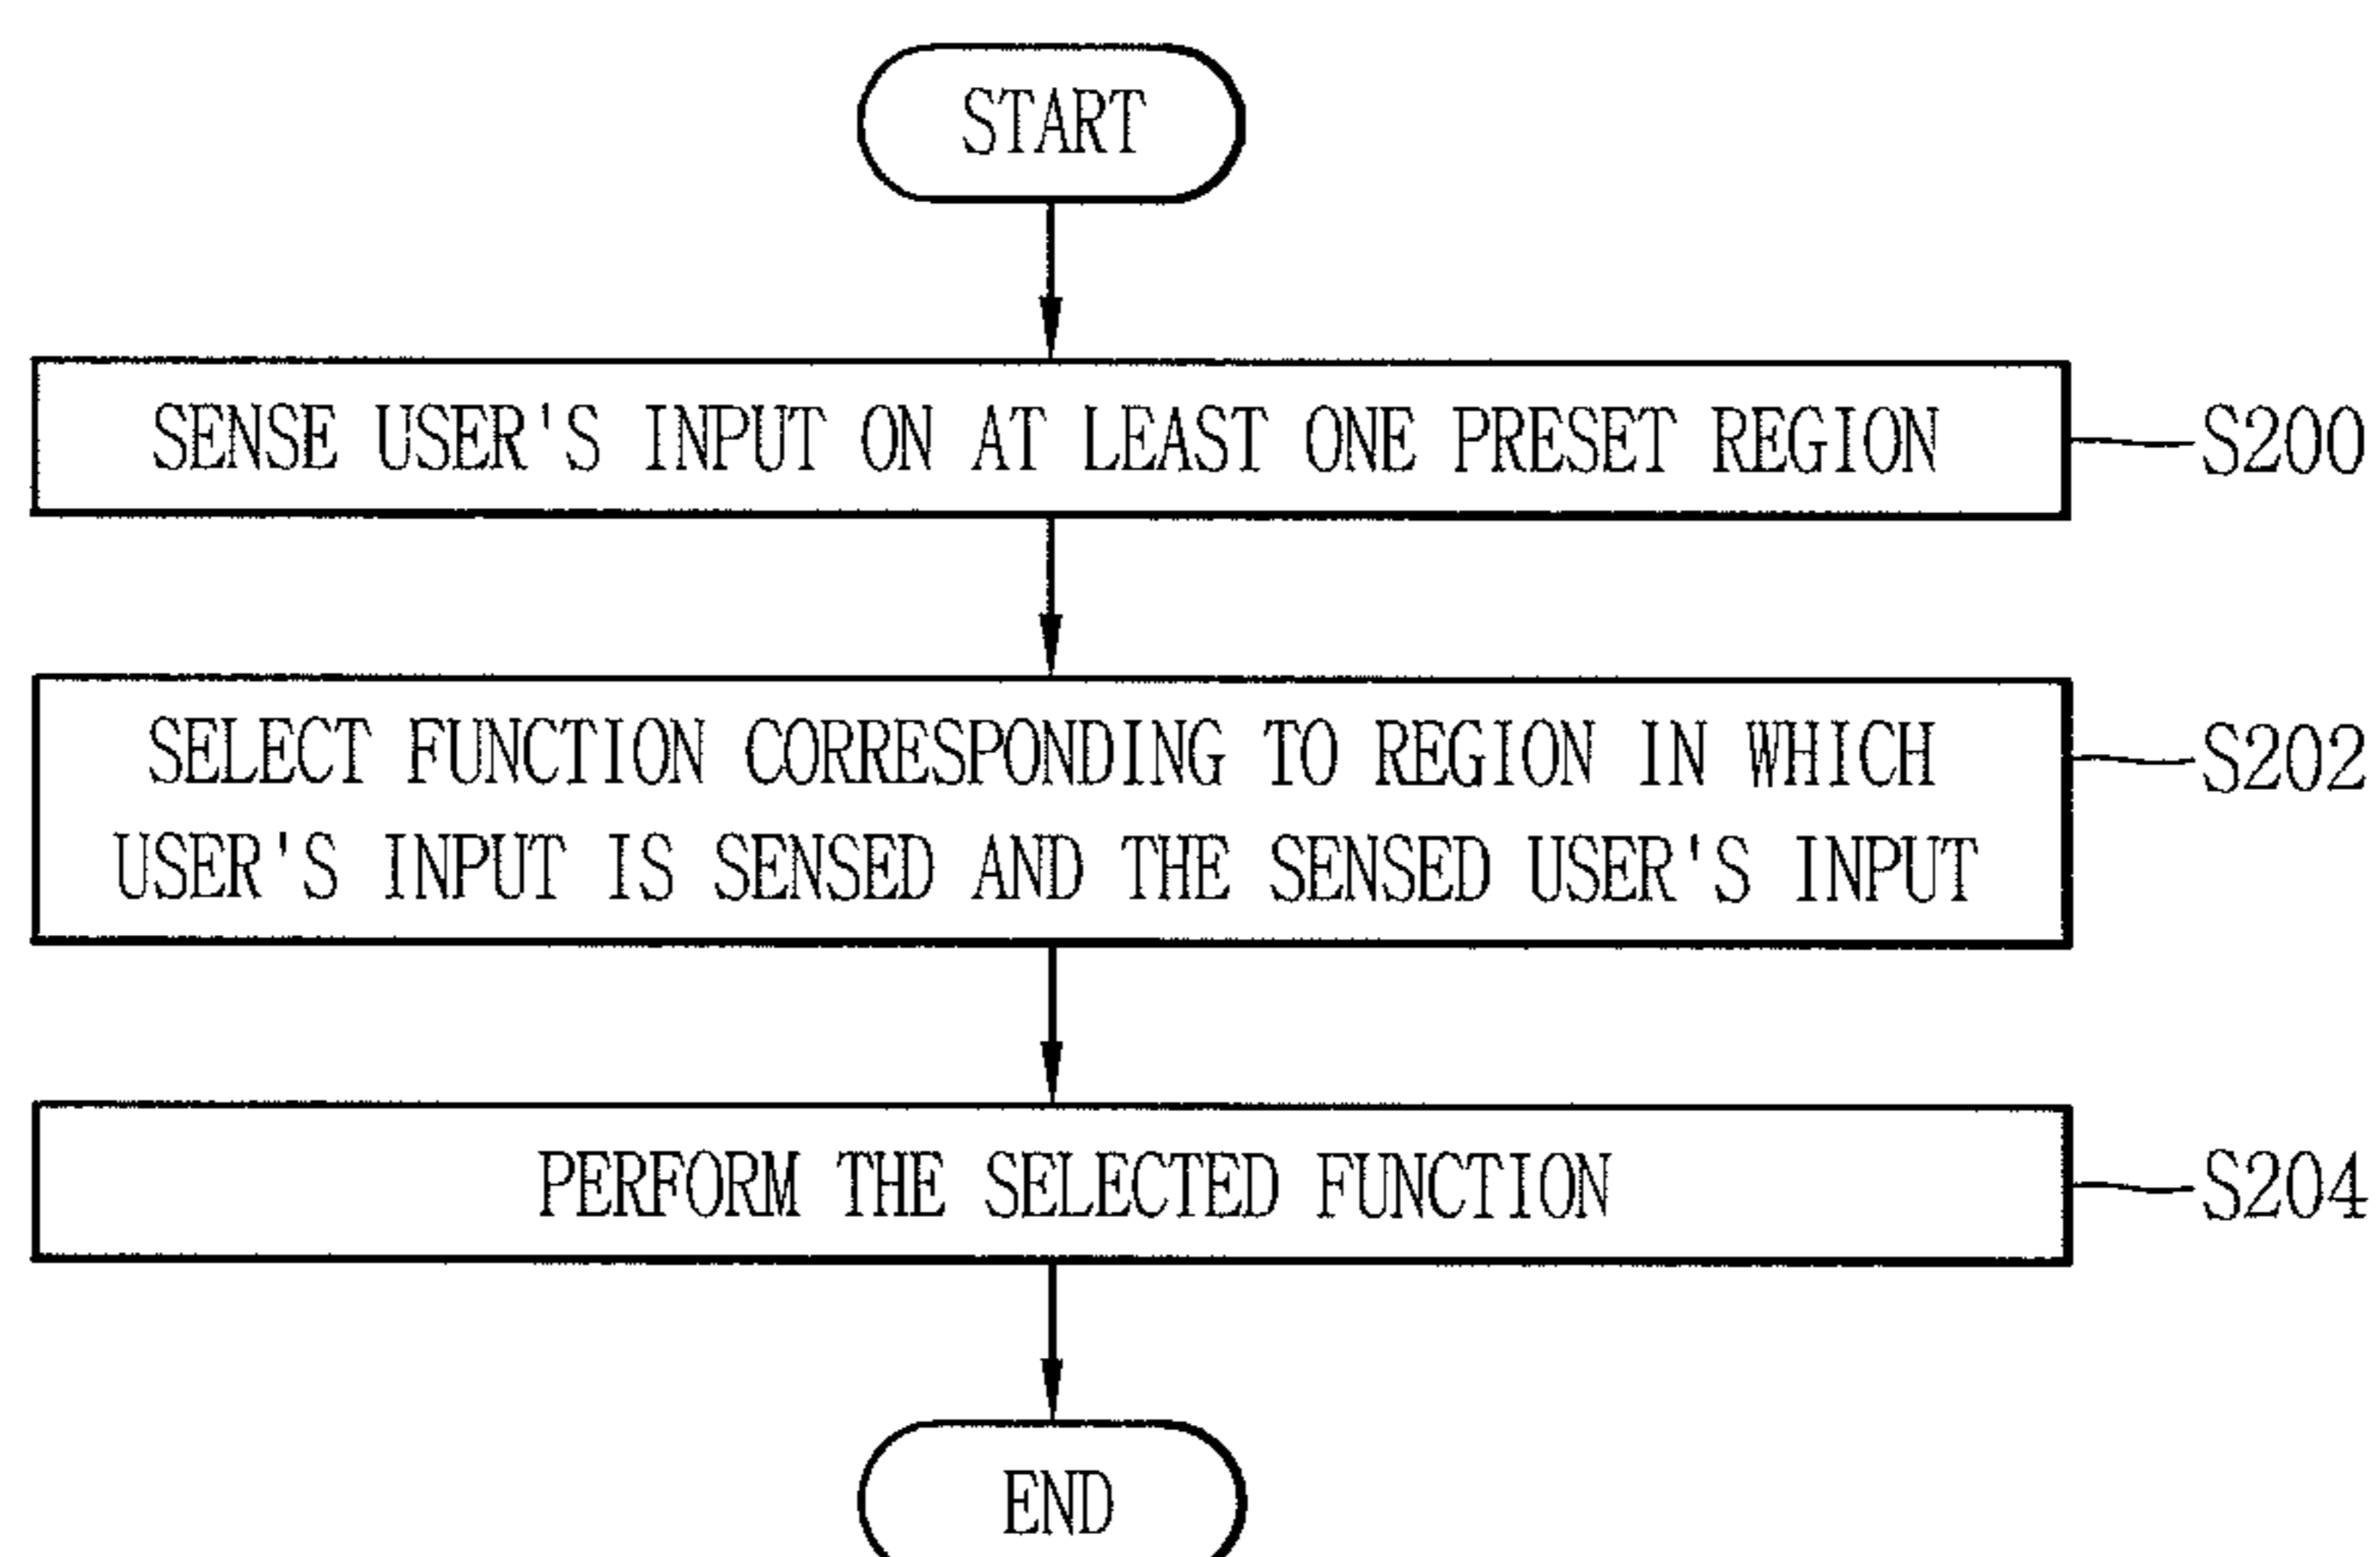 START
SENSE USER'S INPUT ON AT LEAST ONE PRESET REGION
S200
SELECT FUNCTION CORRESPONDING TO REGION IN WHICH
USER'S INPUT IS SENSED AND THE SENSED USER'S INPUT
S202
PERFORM THE SELECTED FUNCTION
S204
END